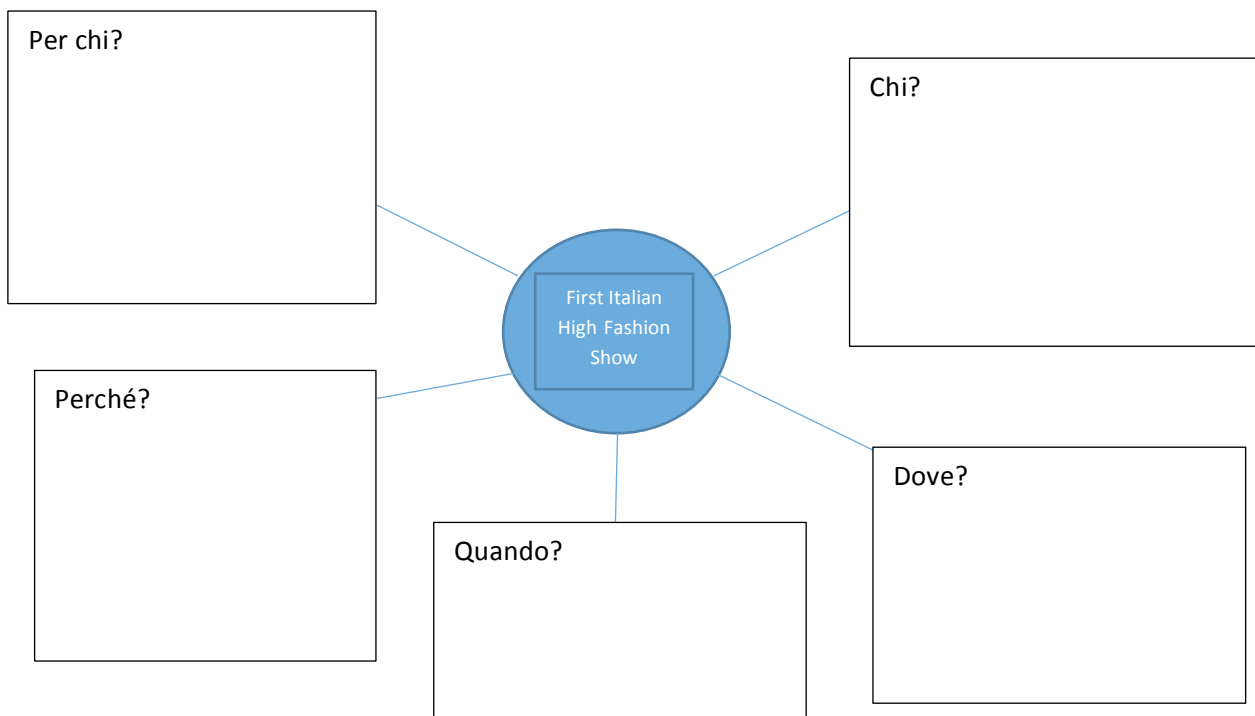 Per chi?
Chi?
First Italian
High Fashion
Show
Perché?
Dove?
Quando?